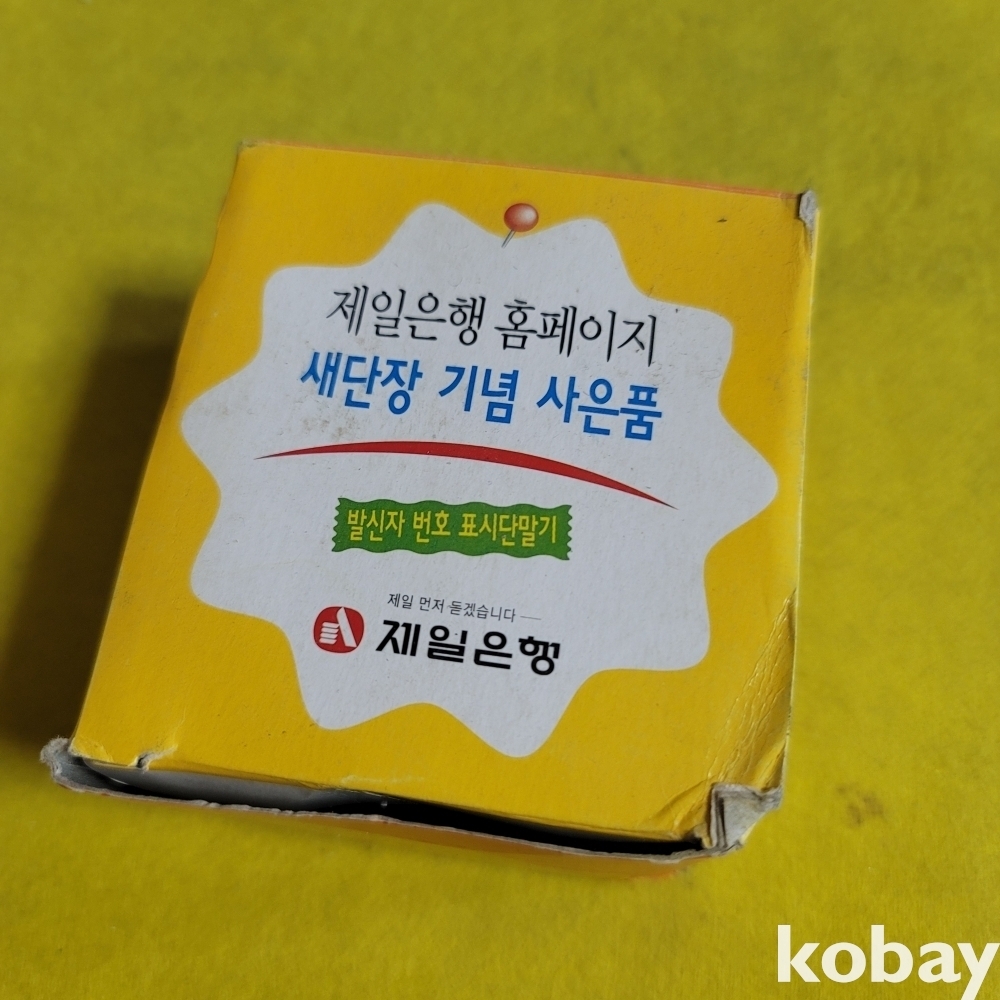 제일은행 홈페이지
새단장 기념 사은품
발신자 번호 표시단말기
제일 먼저 듣겠습니다
제일은행
kobay